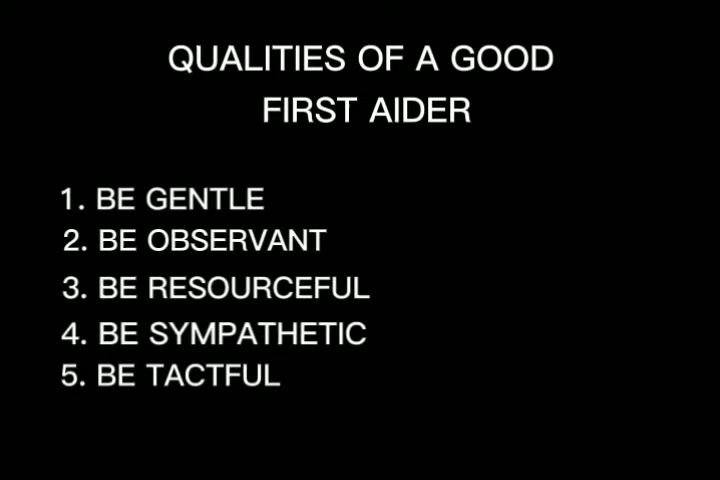 QUALITIES OF A GOOD
FIRST AIDER
1. BE GENTLE
2. BE OBSERVANT
3. BE RESOURCEFUL
4. BE SYMPATHETIC
5. BE TACTFUL